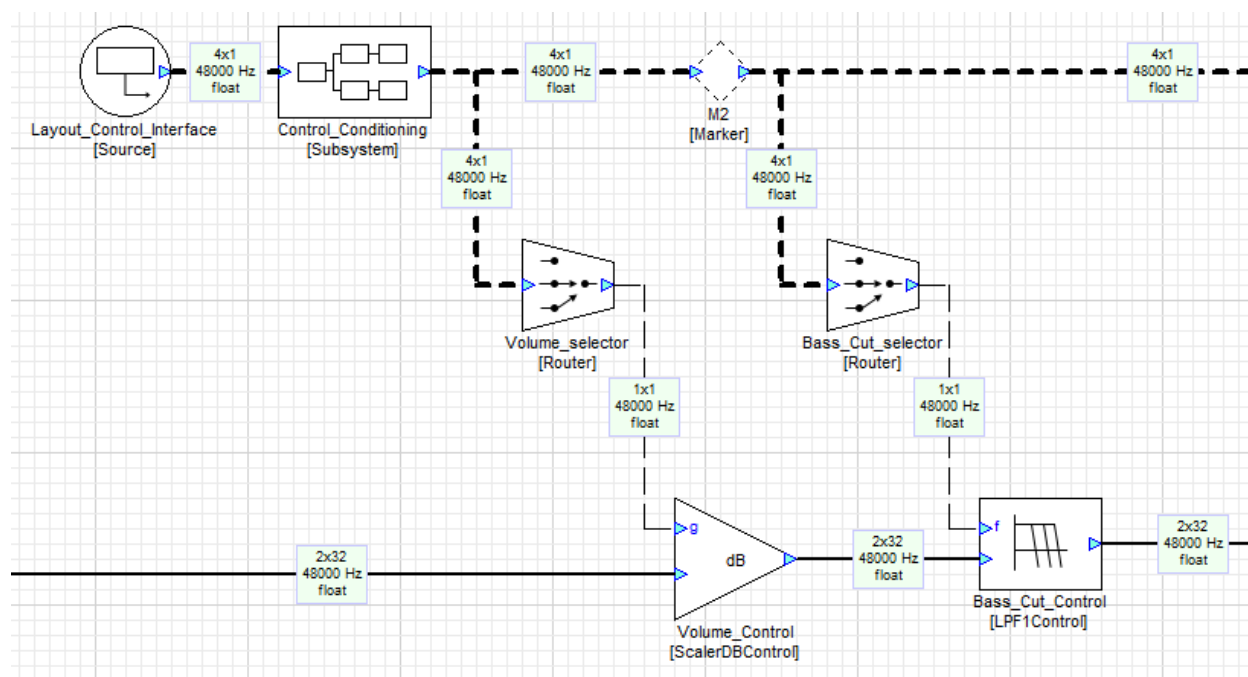 4x1
48000 Hz
float
4x1
48000 Hz
float
4x1
48000 Hz
float
Layout_Control_Interface
[Source]
Control_Conditioning
[Subsystem]
M2
[Marker]
4x1
48000 Hz
float
4x1
48000 Hz
float
Volume_selector
[Router]
Bass_Cut_selector
[Router]
1x1
48000 Hz
float
1x1
48000 Hz
float
g
dB
f
2x32
48000 Hz
float
2x32
48000 Hz
float
2x32
48000 Hz
float
Volume_Control
[ScalerDBControl]
Bass_Cut_Control
[LPF1Control]